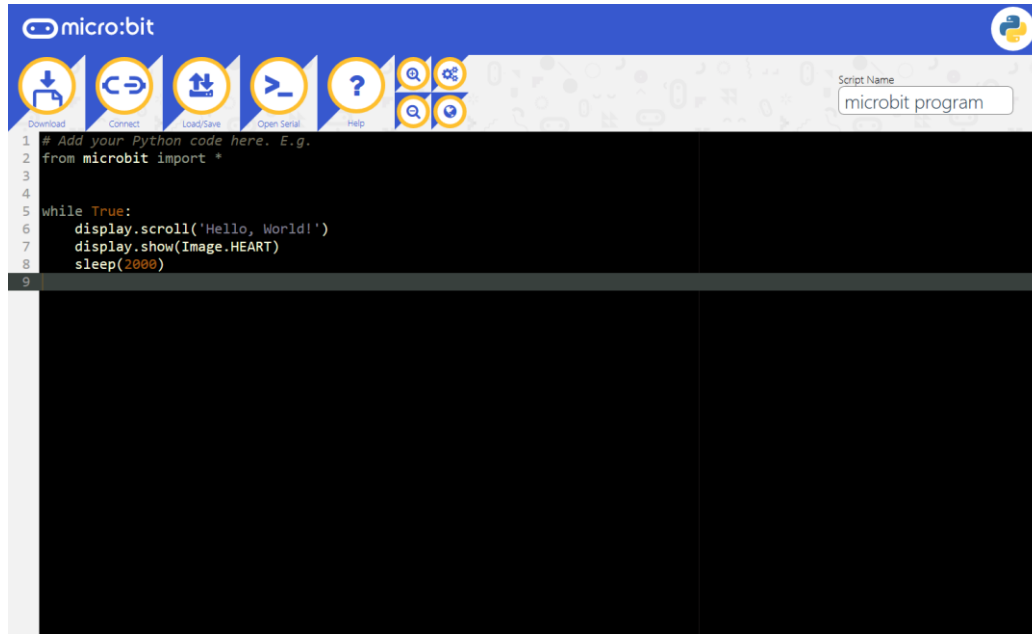 micro:bit
Download Connect Load/Save Open Serial Help
Script Name
microbit program
1 # Add your Python code here. E.g.
2 from microbit import *
3
4
5 while True:
6     display.scroll('Hello, World!')
7     display.show(Image.HEART)
8     sleep(2000)
9